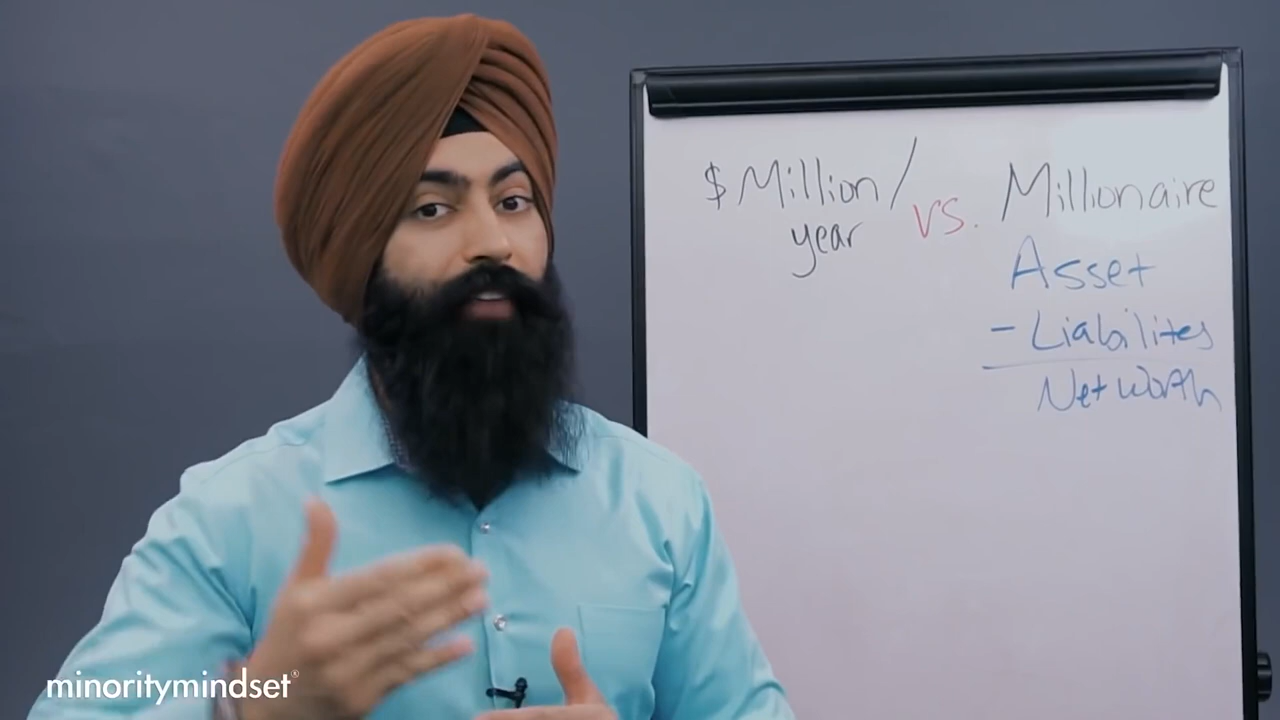 $ Million/
year
vs.
Millionaire
Asset
- Liabilites
Net Worth
minoritymindset®